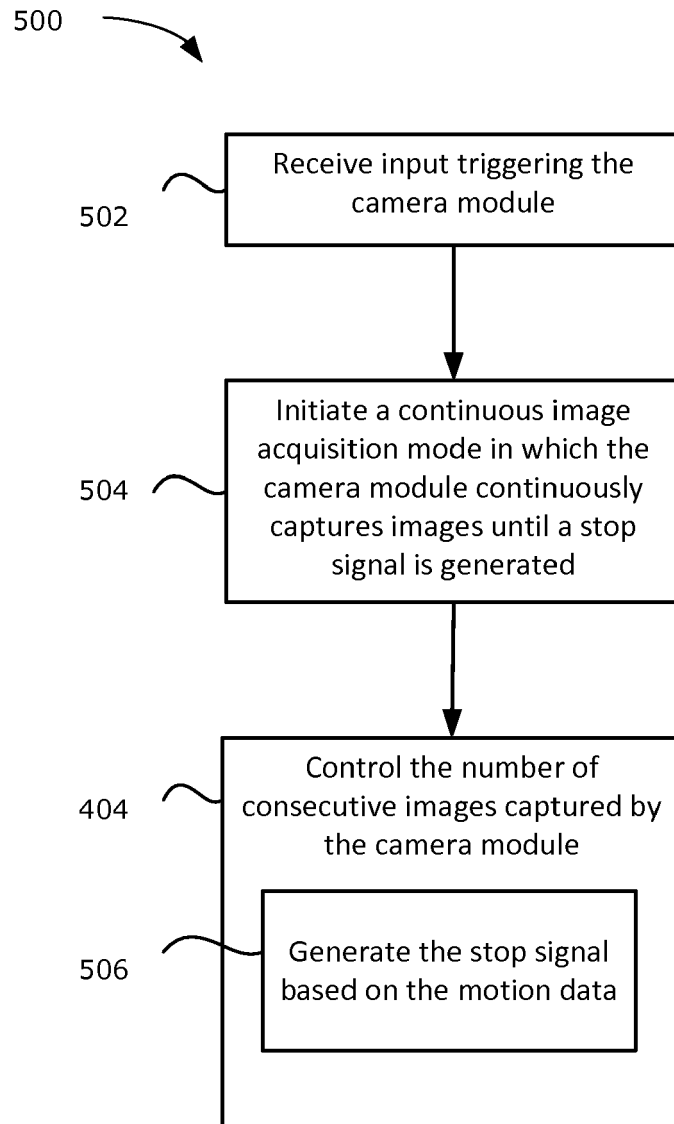 500
Receive input triggering the
camera module
502
Initiate a continuous image
acquisition mode in which the
camera module continuously
captures images until a stop
signal is generated
504
Control the number of
consecutive images captured by
the camera module
404
Generate the stop signal
based on the motion data
506